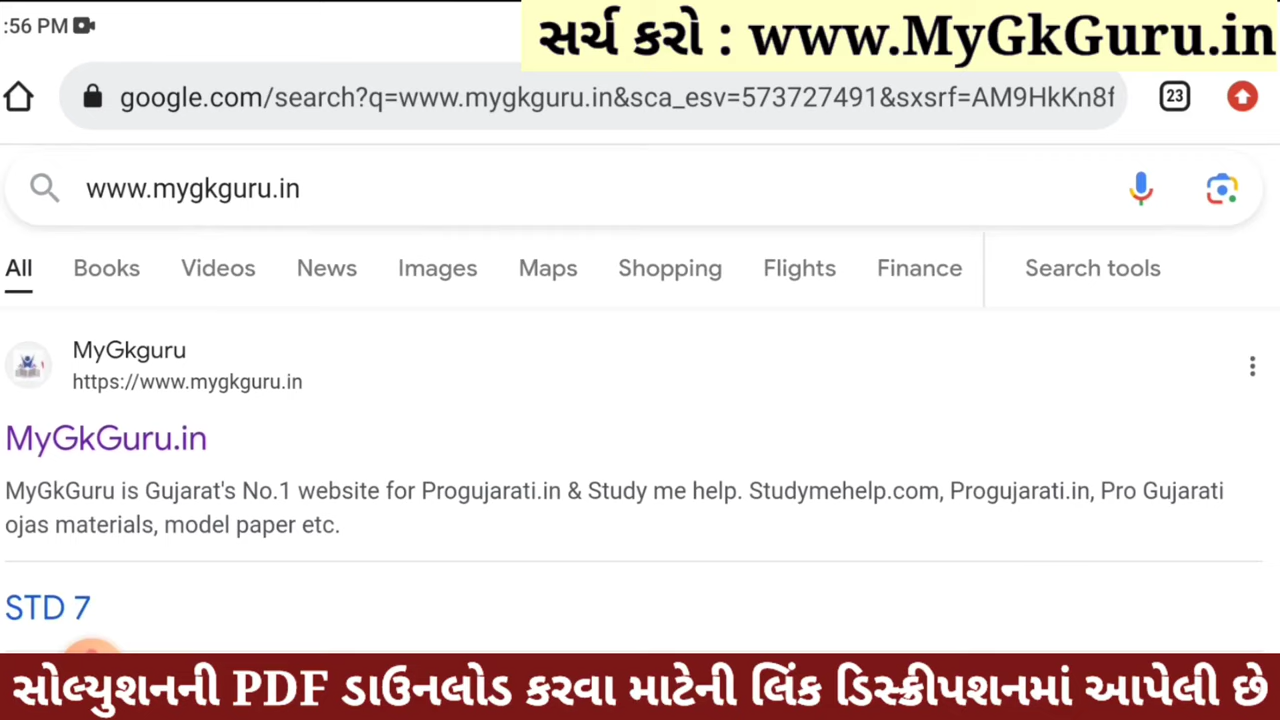 :56 PM
સર્ચ કરો : www.MyGkGuru.in
google.com/search?q=www.mygkguru.in&sca_esv=573727491&sxsrf=AM9HkKn8f
23
www.mygkguru.in
All Books Videos News Images Maps Shopping Flights Finance Search tools
MyGkguru
https://www.mygkguru.in
MyGkGuru.in
MyGkGuru is Gujarat's No.1 website for Progujarati.in & Study me help. Studymehelp.com, Progujarati.in, Pro Gujarati
ojas materials, model paper etc.
STD 7
સોલ્યુશનની PDF ડાઉનલોડ કરવા માટેની લિંક ડિસ્ક્રીપશનમાં આપેલી છે